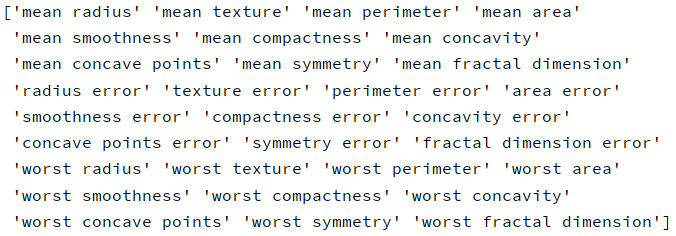 ['mean radius' 'mean texture' 'mean perimeter' 'mean area'
'mean smoothness' 'mean compactness' 'mean concavity'
'mean concave points' 'mean symmetry' 'mean fractal dimension'
'radius error' 'texture error' 'perimeter error' 'area error'
'smoothness error' 'compactness error' 'concavity error'
'concave points error' 'symmetry error' 'fractal dimension error'
'worst radius' 'worst texture' 'worst perimeter' 'worst area'
'worst smoothness' 'worst compactness' 'worst concavity'
'worst concave points' 'worst symmetry' 'worst fractal dimension']